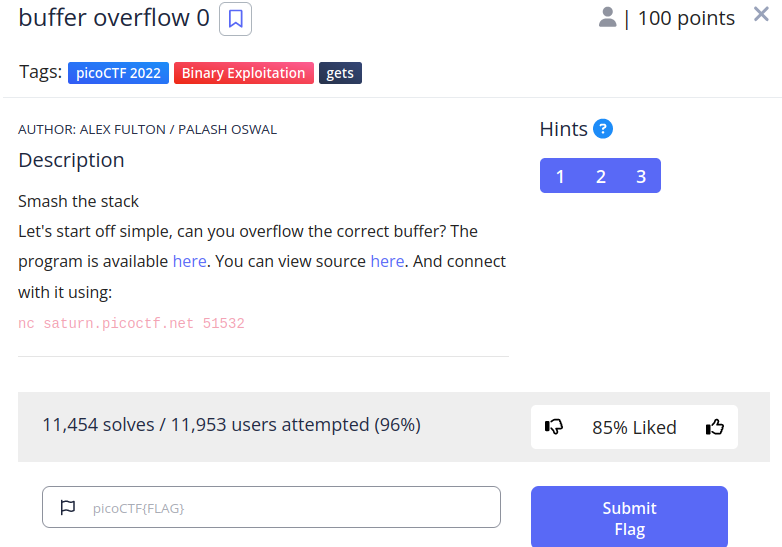 buffer overflow 0
| 100 points
Tags: picoCTF 2022 Binary Exploitation gets
AUTHOR: ALEX FULTON / PALASH OSWAL
Hints ?
Description
1 2 3
Smash the stack
Let's start off simple, can you overflow the correct buffer? The
program is available here. You can view source here. And connect
with it using:
nc saturn.picoctf.net 51532
11,454 solves / 11,953 users attempted (96%)
85% Liked
picoCTF{FLAG}
Submit
Flag